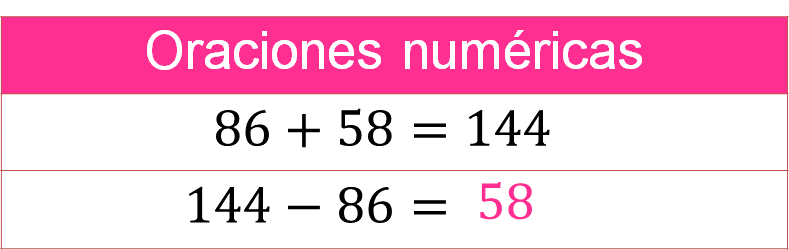 Oraciones numéricas
86 + 58 = 144
144 − 86 = 58